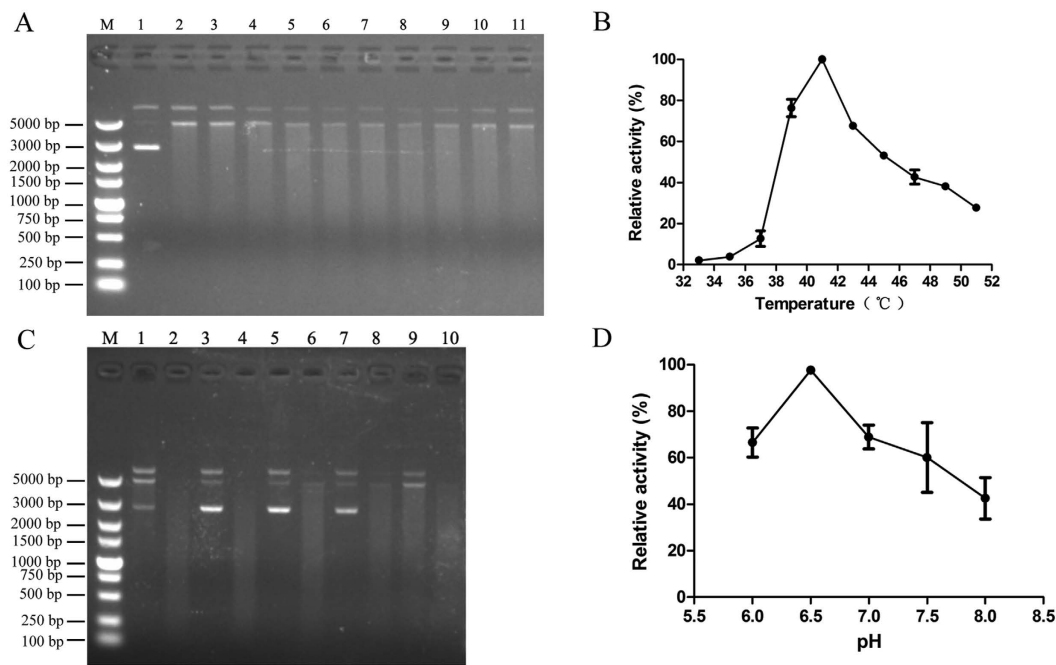 A
M 1 2 3 4 5 6 7 8 9 10 11
5000 bp
3000 bp
2000 bp
1500 bp
1000 bp
750 bp
500 bp
250 bp
100 bp
B
Relative activity (%)
100
80
60
40
20
0
32 34 36 38 40 42 44 46 48 50 52
Temperature（℃）
C
M 1 2 3 4 5 6 7 8 9 10
5000 bp
3000 bp
2000 bp
1500 bp
1000 bp
750 bp
500 bp
250 bp
100 bp
D
Relative activity (%)
100
80
60
40
20
0
5.5 6.0 6.5 7.0 7.5 8.0 8.5
pH